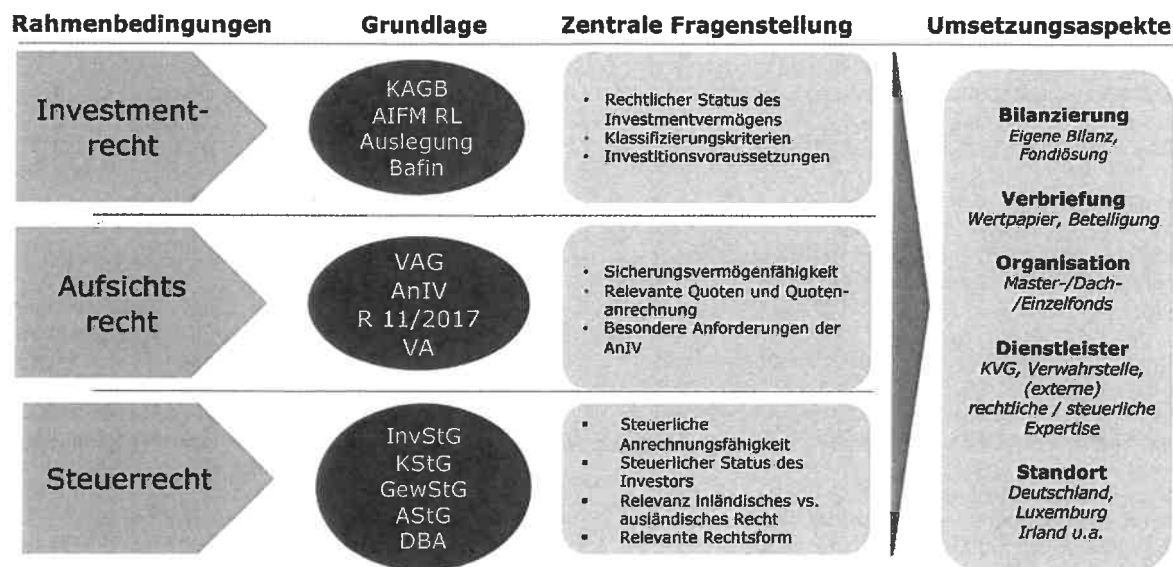 Rahmenbedingungen
Grundlage
Zentrale Fragenstellung
Umsetzungsaspekte
Investment-
recht
KAGB
AIFM RL
Auslegung
Bafin
• Rechtlicher Status des
Investmentvermögens
• Klassifizierungskriterien
• Investitionsvoraussetzungen
Aufsichts
recht
VAG
AnlV
R 11/2017
VA
• Sicherungsvermögenfähigkeit
• Relevante Quoten und Quoten-
anrechnung
• Besondere Anforderungen der
AnlV
Steuerrecht
InvStG
KStG
GewStG
AStG
DBA
▪ Steuerliche
Anrechnungsfähigkeit
▪ Steuerlicher Status des
Investors
▪ Relevanz inländisches vs.
ausländisches Recht
▪ Relevante Rechtsform
Bilanzierung
Eigene Bilanz,
Fondlösung
Verbriefung
Wertpapier, Beteiligung
Organisation
Master-/Dach-
/Einzelfonds
Dienstleister
KVG, Verwahrstelle,
(externe)
rechtliche / steuerliche
Expertise
Standort
Deutschland,
Luxemburg
Irland u.a.